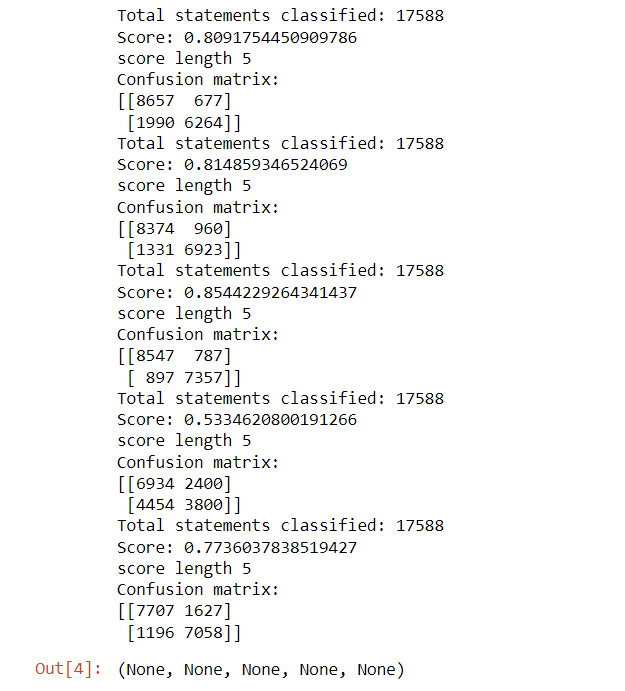 Total statements classified: 17588
Score: 0.8091754450909786
score length 5
Confusion matrix:
[[8657  677]
 [1990 6264]]
Total statements classified: 17588
Score: 0.814859346524069
score length 5
Confusion matrix:
[[8374  960]
 [1331 6923]]
Total statements classified: 17588
Score: 0.8544229264341437
score length 5
Confusion matrix:
[[8547  787]
 [ 897 7357]]
Total statements classified: 17588
Score: 0.5334620800191266
score length 5
Confusion matrix:
[[6934 2400]
 [4454 3800]]
Total statements classified: 17588
Score: 0.7736037838519427
score length 5
Confusion matrix:
[[7707 1627]
 [1196 7058]]
Out[4]: (None, None, None, None, None)